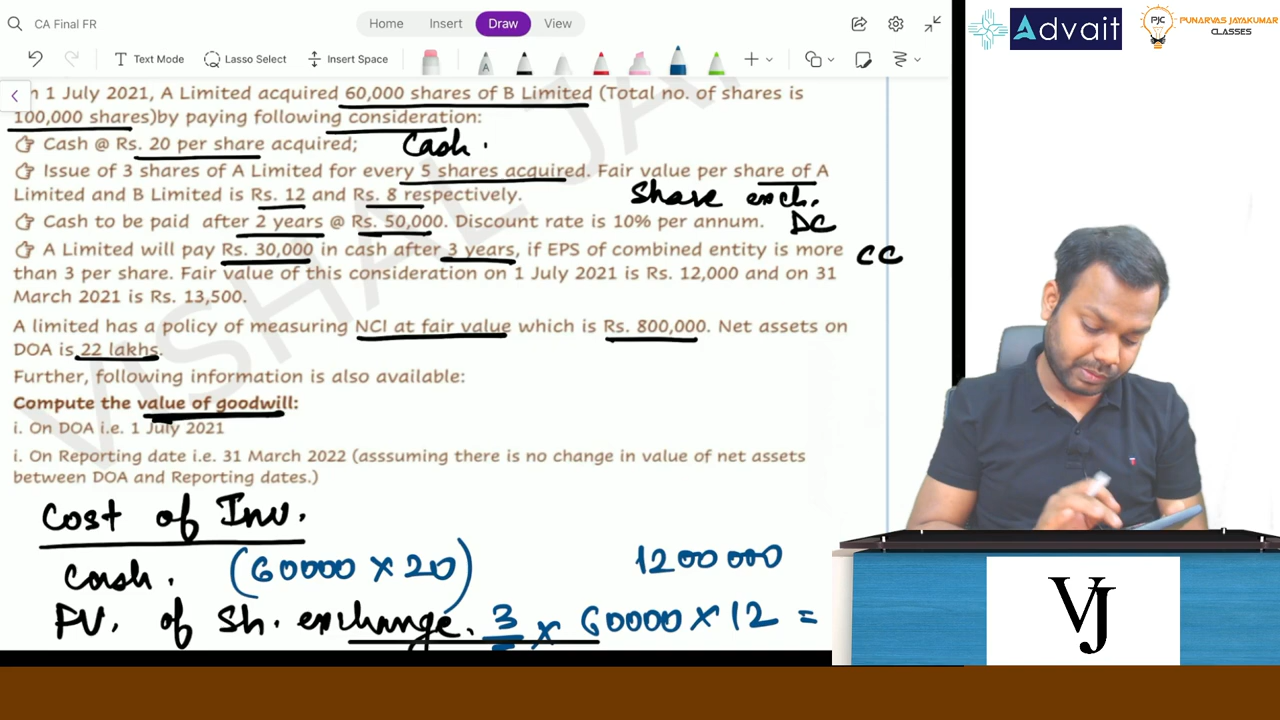 CA Final FR
Home Insert Draw View
Advait
PJC PUNARVAS JAYAKUMAR CLASSES
Text Mode Lasso Select Insert Space
n 1 July 2021, A Limited acquired 60,000 shares of B Limited (Total no. of shares is
100,000 shares)by paying following consideration:
Cash @ Rs. 20 per share acquired; Cash.
Issue of 3 shares of A Limited for every 5 shares acquired. Fair value per share of A
Limited and B Limited is Rs. 12 and Rs. 8 respectively. Share exch.
Cash to be paid after 2 years @ Rs. 50,000. Discount rate is 10% per annum. DC
A Limited will pay Rs. 30,000 in cash after 3 years, if EPS of combined entity is more CC
than 3 per share. Fair value of this consideration on 1 July 2021 is Rs. 12,000 and on 31
March 2021 is Rs. 13,500.
A limited has a policy of measuring NCI at fair value which is Rs. 800,000. Net assets on
DOA is 22 lakhs.
Further, following information is also available:
Compute the value of goodwill:
i. On DOA i.e. 1 July 2021
i. On Reporting date i.e. 31 March 2022 (asssuming there is no change in value of net assets
between DOA and Reporting dates.)
Cost of Inv.
Cash. (60000 × 20) 1200000
FV. of Sh. exchange. 3 × 60000 × 12 =
VISHAL JA
VJ